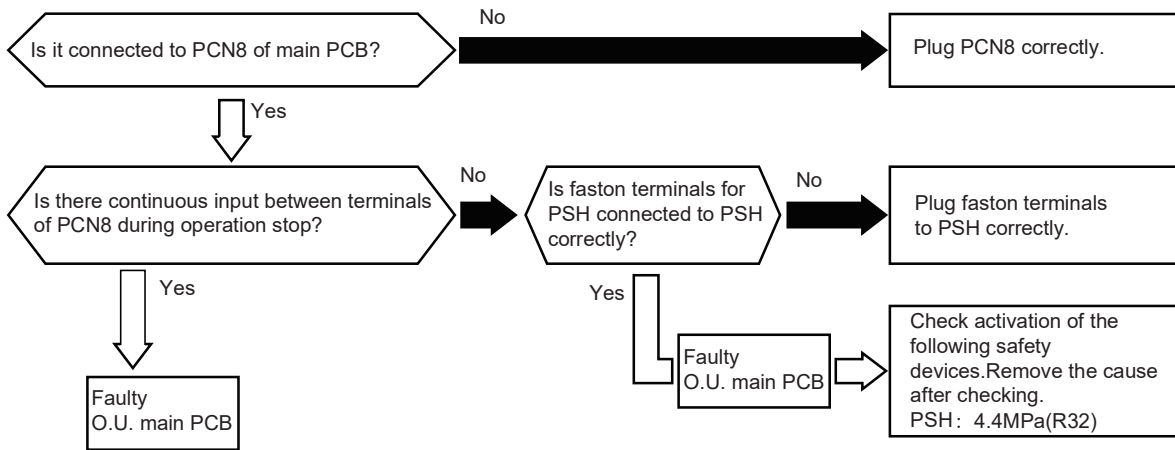 No
Is it connected to PCN8 of main PCB?
Plug PCN8 correctly.
Yes
No
No
Is there continuous input between terminals
of PCN8 during operation stop?
Is faston terminals for
PSH connected to PSH
correctly?
Plug faston terminals
to PSH correctly.
Yes
Yes
Faulty
O.U. main PCB
Faulty
O.U. main PCB
Check activation of the
following safety
devices.Remove the cause
after checking.
PSH： 4.4MPa(R32)